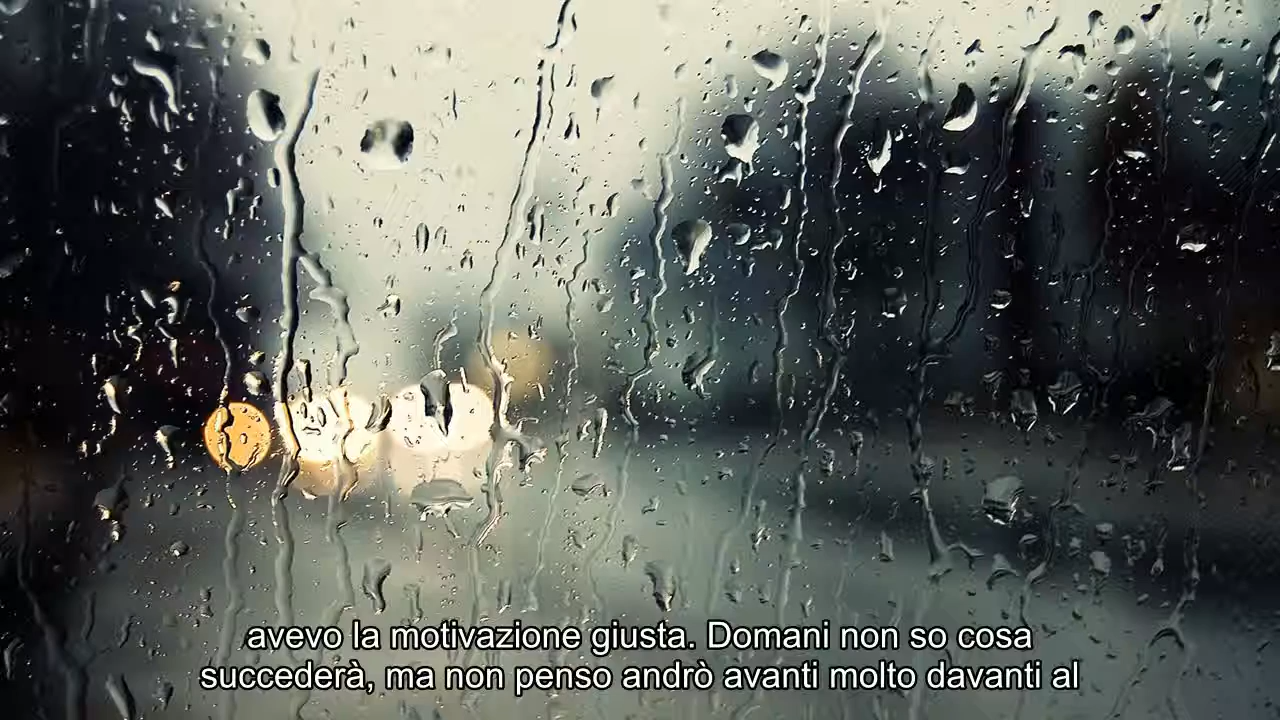 avevo la motivazione giusta. Domani non so cosa
succederà, ma non penso andrò avanti molto davanti al